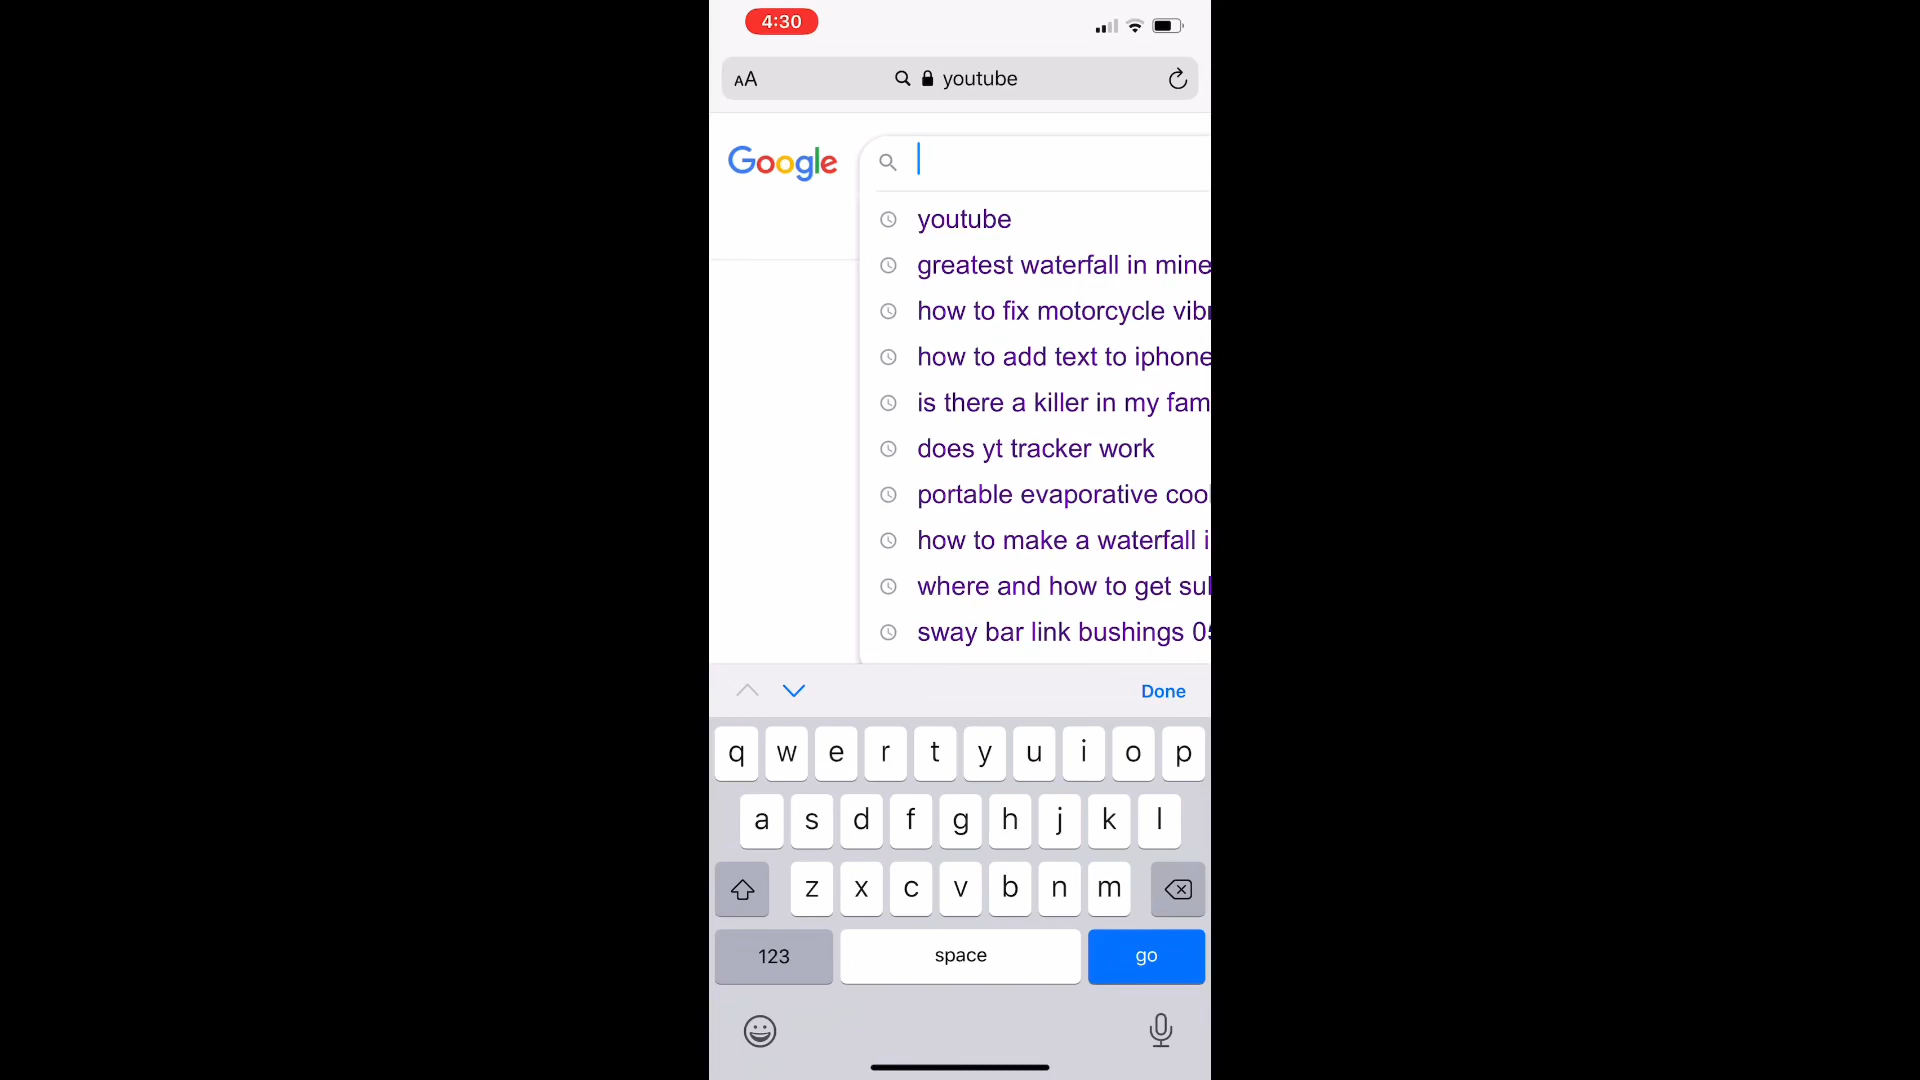 4:30
AA youtube
Google
youtube
greatest waterfall in mine
how to fix motorcycle vib
how to add text to iphone
is there a killer in my fam
does yt tracker work
portable evaporative coo
how to make a waterfall i
where and how to get su
sway bar link bushings 0
Done
q w e r t y u i o p
a s d f g h j k l
z x c v b n m
123 space go